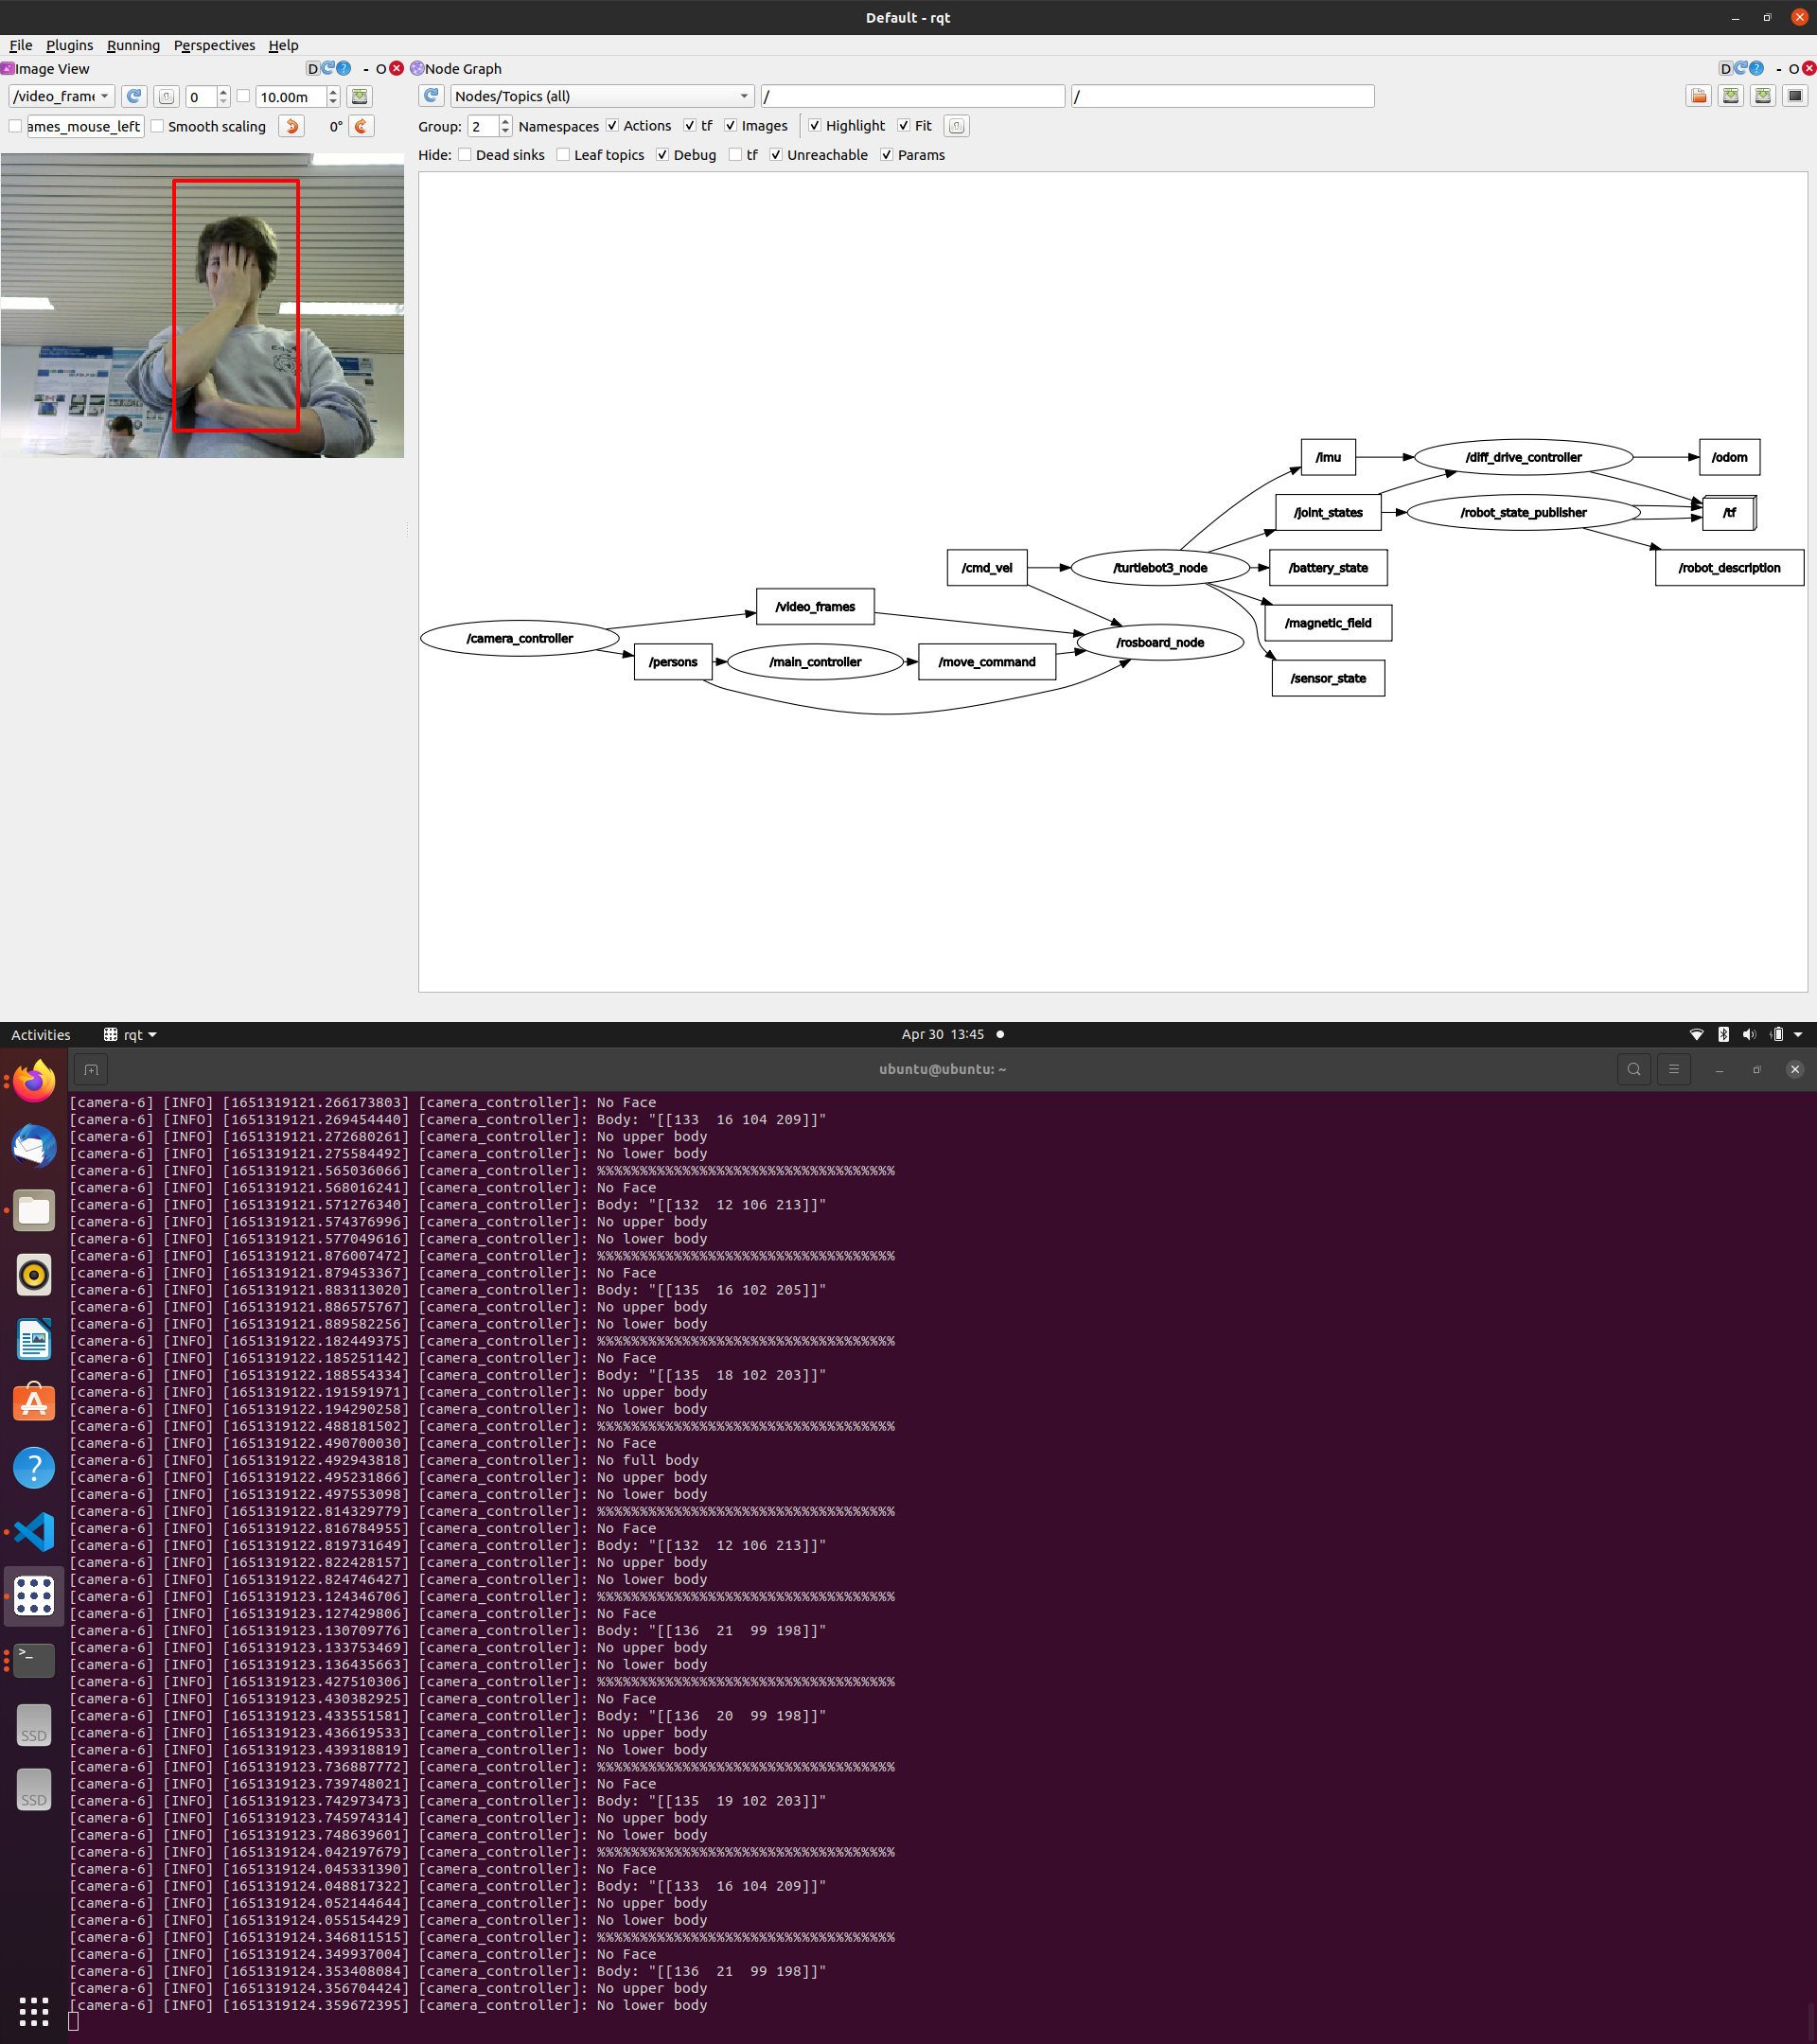 Default - rqt
File Plugins Running Perspectives Help
Image View D - O Node Graph D - O
/video_fram 0 10.00m Nodes/Topics (all) / /
ames_mouse_left Smooth scaling 0° Group: 2 Namespaces Actions tf Images Highlight Fit
Hide: Dead sinks Leaf topics Debug tf Unreachable Params
/imu /diff_drive_controller /odom
/joint_states /robot_state_publisher /tf
/cmd_vel /turtlebot3_node /battery_state /robot_description
/video_frames /magnetic_field
/camera_controller /rosboard_node
/persons /main_controller /move_command
/sensor_state
Activities rqt Apr 30 13:45
ubuntu@ubuntu: ~
[camera-6] [INFO] [1651319121.266173803] [camera_controller]: No Face
[camera-6] [INFO] [1651319121.269454440] [camera_controller]: Body: "[[133  16 104 209]]"
[camera-6] [INFO] [1651319121.272680261] [camera_controller]: No upper body
[camera-6] [INFO] [1651319121.275584492] [camera_controller]: No lower body
[camera-6] [INFO] [1651319121.565036066] [camera_controller]: %%%%%%%%%%%%%%%%%%%%%%%%%%%%%%%%%%%
[camera-6] [INFO] [1651319121.568016241] [camera_controller]: No Face
[camera-6] [INFO] [1651319121.571276340] [camera_controller]: Body: "[[132  12 106 213]]"
[camera-6] [INFO] [1651319121.574376996] [camera_controller]: No upper body
[camera-6] [INFO] [1651319121.577049616] [camera_controller]: No lower body
[camera-6] [INFO] [1651319121.876007472] [camera_controller]: %%%%%%%%%%%%%%%%%%%%%%%%%%%%%%%%%%%
[camera-6] [INFO] [1651319121.879453367] [camera_controller]: No Face
[camera-6] [INFO] [1651319121.883113020] [camera_controller]: Body: "[[135  16 102 205]]"
[camera-6] [INFO] [1651319121.886575767] [camera_controller]: No upper body
[camera-6] [INFO] [1651319121.889582256] [camera_controller]: No lower body
[camera-6] [INFO] [1651319122.182449375] [camera_controller]: %%%%%%%%%%%%%%%%%%%%%%%%%%%%%%%%%%%
[camera-6] [INFO] [1651319122.185251142] [camera_controller]: No Face
[camera-6] [INFO] [1651319122.188554334] [camera_controller]: Body: "[[135  18 102 203]]"
[camera-6] [INFO] [1651319122.191591971] [camera_controller]: No upper body
[camera-6] [INFO] [1651319122.194290258] [camera_controller]: No lower body
[camera-6] [INFO] [1651319122.488181502] [camera_controller]: %%%%%%%%%%%%%%%%%%%%%%%%%%%%%%%%%%%
[camera-6] [INFO] [1651319122.490700030] [camera_controller]: No Face
[camera-6] [INFO] [1651319122.492943818] [camera_controller]: No full body
[camera-6] [INFO] [1651319122.495231866] [camera_controller]: No upper body
[camera-6] [INFO] [1651319122.497553098] [camera_controller]: No lower body
[camera-6] [INFO] [1651319122.814329779] [camera_controller]: %%%%%%%%%%%%%%%%%%%%%%%%%%%%%%%%%%%
[camera-6] [INFO] [1651319122.816784955] [camera_controller]: No Face
[camera-6] [INFO] [1651319122.819731649] [camera_controller]: Body: "[[132  12 106 213]]"
[camera-6] [INFO] [1651319122.822428157] [camera_controller]: No upper body
[camera-6] [INFO] [1651319122.824746427] [camera_controller]: No lower body
[camera-6] [INFO] [1651319123.124346706] [camera_controller]: %%%%%%%%%%%%%%%%%%%%%%%%%%%%%%%%%%%
[camera-6] [INFO] [1651319123.127429806] [camera_controller]: No Face
[camera-6] [INFO] [1651319123.130709776] [camera_controller]: Body: "[[136  21  99 198]]"
[camera-6] [INFO] [1651319123.133753469] [camera_controller]: No upper body
[camera-6] [INFO] [1651319123.136435663] [camera_controller]: No lower body
[camera-6] [INFO] [1651319123.427510306] [camera_controller]: %%%%%%%%%%%%%%%%%%%%%%%%%%%%%%%%%%%
[camera-6] [INFO] [1651319123.430382925] [camera_controller]: No Face
[camera-6] [INFO] [1651319123.433551581] [camera_controller]: Body: "[[136  20  99 198]]"
[camera-6] [INFO] [1651319123.436619533] [camera_controller]: No upper body
[camera-6] [INFO] [1651319123.439318819] [camera_controller]: No lower body
[camera-6] [INFO] [1651319123.736887772] [camera_controller]: %%%%%%%%%%%%%%%%%%%%%%%%%%%%%%%%%%%
[camera-6] [INFO] [1651319123.739748021] [camera_controller]: No Face
[camera-6] [INFO] [1651319123.742973473] [camera_controller]: Body: "[[135  19 102 203]]"
[camera-6] [INFO] [1651319123.745974314] [camera_controller]: No upper body
[camera-6] [INFO] [1651319123.748639601] [camera_controller]: No lower body
[camera-6] [INFO] [1651319124.042197679] [camera_controller]: %%%%%%%%%%%%%%%%%%%%%%%%%%%%%%%%%%%
[camera-6] [INFO] [1651319124.045331390] [camera_controller]: No Face
[camera-6] [INFO] [1651319124.048817322] [camera_controller]: Body: "[[133  16 104 209]]"
[camera-6] [INFO] [1651319124.052144644] [camera_controller]: No upper body
[camera-6] [INFO] [1651319124.055154429] [camera_controller]: No lower body
[camera-6] [INFO] [1651319124.346811515] [camera_controller]: %%%%%%%%%%%%%%%%%%%%%%%%%%%%%%%%%%%
[camera-6] [INFO] [1651319124.349937004] [camera_controller]: No Face
[camera-6] [INFO] [1651319124.353408084] [camera_controller]: Body: "[[136  21  99 198]]"
[camera-6] [INFO] [1651319124.356704424] [camera_controller]: No upper body
[camera-6] [INFO] [1651319124.359672395] [camera_controller]: No lower body
SSD
SSD